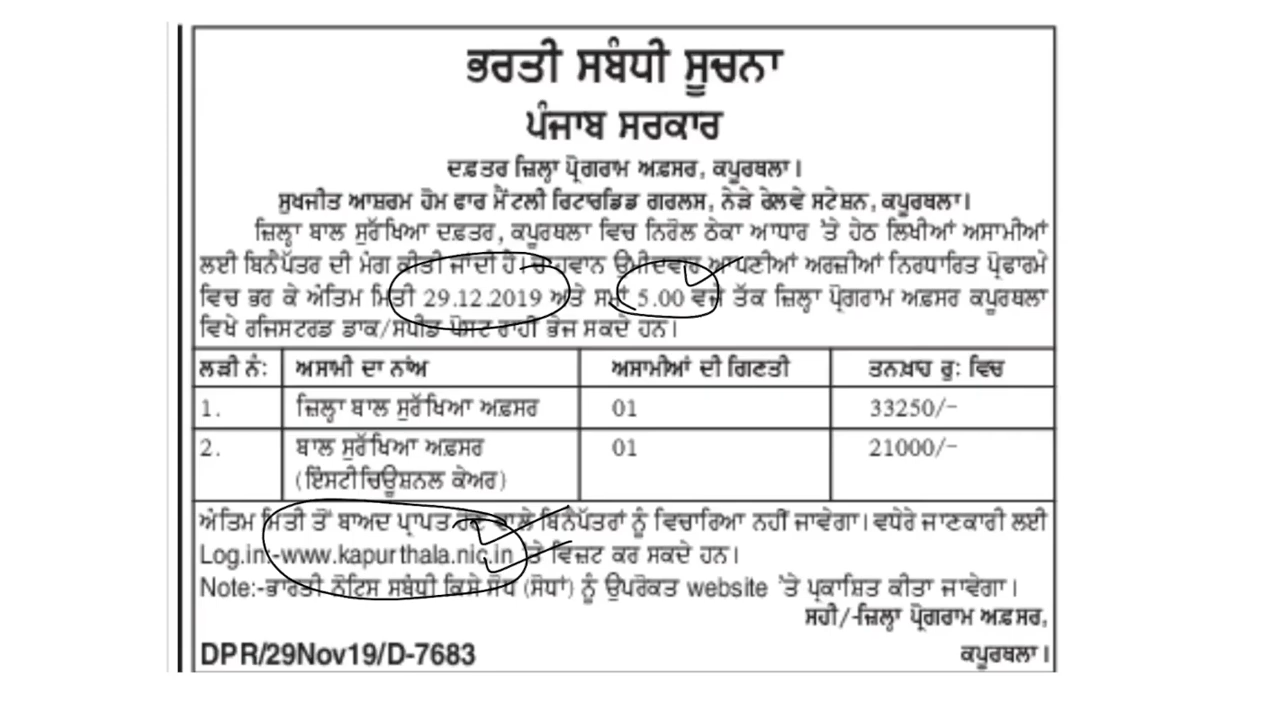 ਭਰਤੀ ਸਬੰਧੀ ਸੂਚਨਾ
ਪੰਜਾਬ ਸਰਕਾਰ
ਦਫ਼ਤਰ ਜ਼ਿਲ੍ਹਾ ਪ੍ਰੋਗਰਾਮ ਅਫ਼ਸਰ, ਕਪੂਰਥਲਾ।
ਸੁਖਜੀਤ ਆਸ਼ਰਮ ਹੋਮ ਫਾਰ ਮੈਂਟਲੀ ਰਿਟਾਰਡਿਡ ਗਰਲਸ, ਨੇੜੇ ਰੇਲਵੇ ਸਟੇਸ਼ਨ, ਕਪੂਰਥਲਾ।
ਜ਼ਿਲ੍ਹਾ ਬਾਲ ਸੁਰੱਖਿਆ ਦਫ਼ਤਰ, ਕਪੂਰਥਲਾ ਵਿਚ ਨਿਰੋਲ ਠੇਕਾ ਆਧਾਰ 'ਤੇ ਹੇਠ ਲਿਖੀਆਂ ਅਸਾਮੀਆਂ
ਲਈ ਬਿਨੈਪੱਤਰ ਦੀ ਮੰਗ ਕੀਤੀ ਜਾਂਦੀ ਹੈ। ਚਾਹਵਾਨ ਉਮੀਦਵਾਰ ਆਪਣੀਆਂ ਅਰਜ਼ੀਆਂ ਨਿਰਧਾਰਿਤ ਪ੍ਰੋਫਾਰਮੇ
ਵਿਚ ਭਰ ਕੇ ਅੰਤਿਮ ਮਿਤੀ 29.12.2019 ਅਤੇ ਸਮਾਂ 5.00 ਵਜੇ ਤੱਕ ਜ਼ਿਲ੍ਹਾ ਪ੍ਰੋਗਰਾਮ ਅਫ਼ਸਰ ਕਪੂਰਥਲਾ
ਵਿਖੇ ਰਜਿਸਟਰਡ ਡਾਕ/ਸਪੀਡ ਪੋਸਟ ਰਾਹੀਂ ਭੇਜ ਸਕਦੇ ਹਨ।
ਲੜੀ ਨੰ: ਅਸਾਮੀ ਦਾ ਨਾਂਅ ਅਸਾਮੀਆਂ ਦੀ ਗਿਣਤੀ ਤਨਖ਼ਾਹ ਰੁ: ਵਿਚ
1. ਜ਼ਿਲ੍ਹਾ ਬਾਲ ਸੁਰੱਖਿਆ ਅਫ਼ਸਰ 01 33250/-
2. ਬਾਲ ਸੁਰੱਖਿਆ ਅਫ਼ਸਰ 01 21000/-
(ਇੰਸਟੀਚਿਊਸ਼ਨਲ ਕੇਅਰ)
ਅੰਤਿਮ ਮਿਤੀ ਤੋਂ ਬਾਅਦ ਪ੍ਰਾਪਤ ਹੋਣ ਵਾਲੇ ਬਿਨੈਪੱਤਰਾਂ ਨੂੰ ਵਿਚਾਰਿਆ ਨਹੀਂ ਜਾਵੇਗਾ। ਵਧੇਰੇ ਜਾਣਕਾਰੀ ਲਈ
Log.in:-www.kapurthala.nic.in 'ਤੇ ਵਿਜ਼ਟ ਕਰ ਸਕਦੇ ਹਨ।
Note:-ਭਾਰਤੀ ਨੋਟਿਸ ਸਬੰਧੀ ਕਿਸੇ ਸੋਧ (ਸੋਧਾਂ) ਨੂੰ ਉਪਰੋਕਤ website 'ਤੇ ਪ੍ਰਕਾਸ਼ਿਤ ਕੀਤਾ ਜਾਵੇਗਾ।
ਸਹੀ/-ਜ਼ਿਲ੍ਹਾ ਪ੍ਰੋਗਰਾਮ ਅਫ਼ਸਰ,
DPR/29Nov19/D-7683 ਕਪੂਰਥਲਾ।